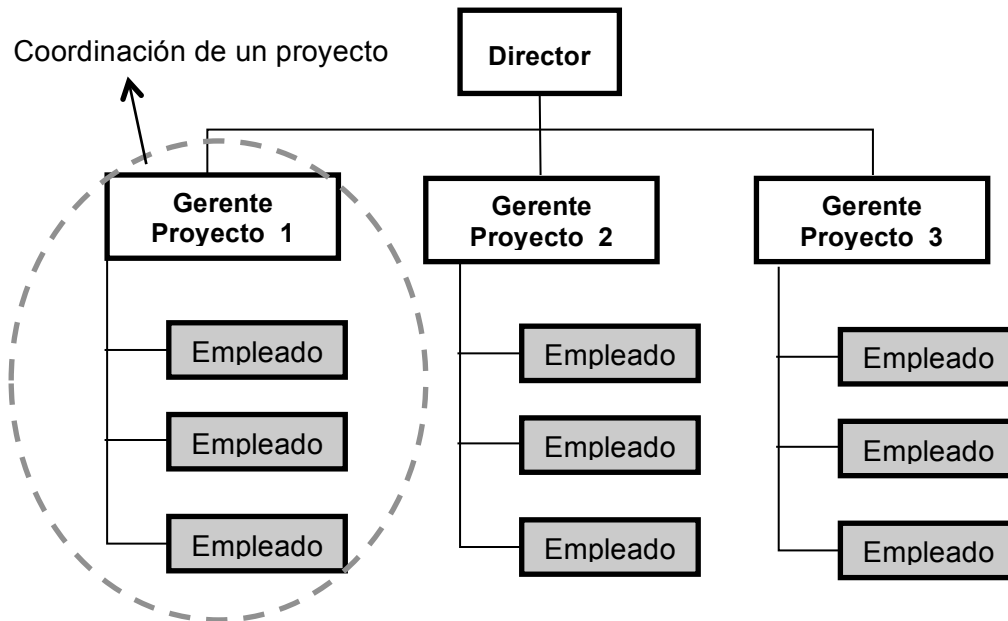 Coordinación de un proyecto
Director
Gerente
Proyecto 1
Gerente
Proyecto 2
Gerente
Proyecto 3
Empleado
Empleado
Empleado
Empleado
Empleado
Empleado
Empleado
Empleado
Empleado